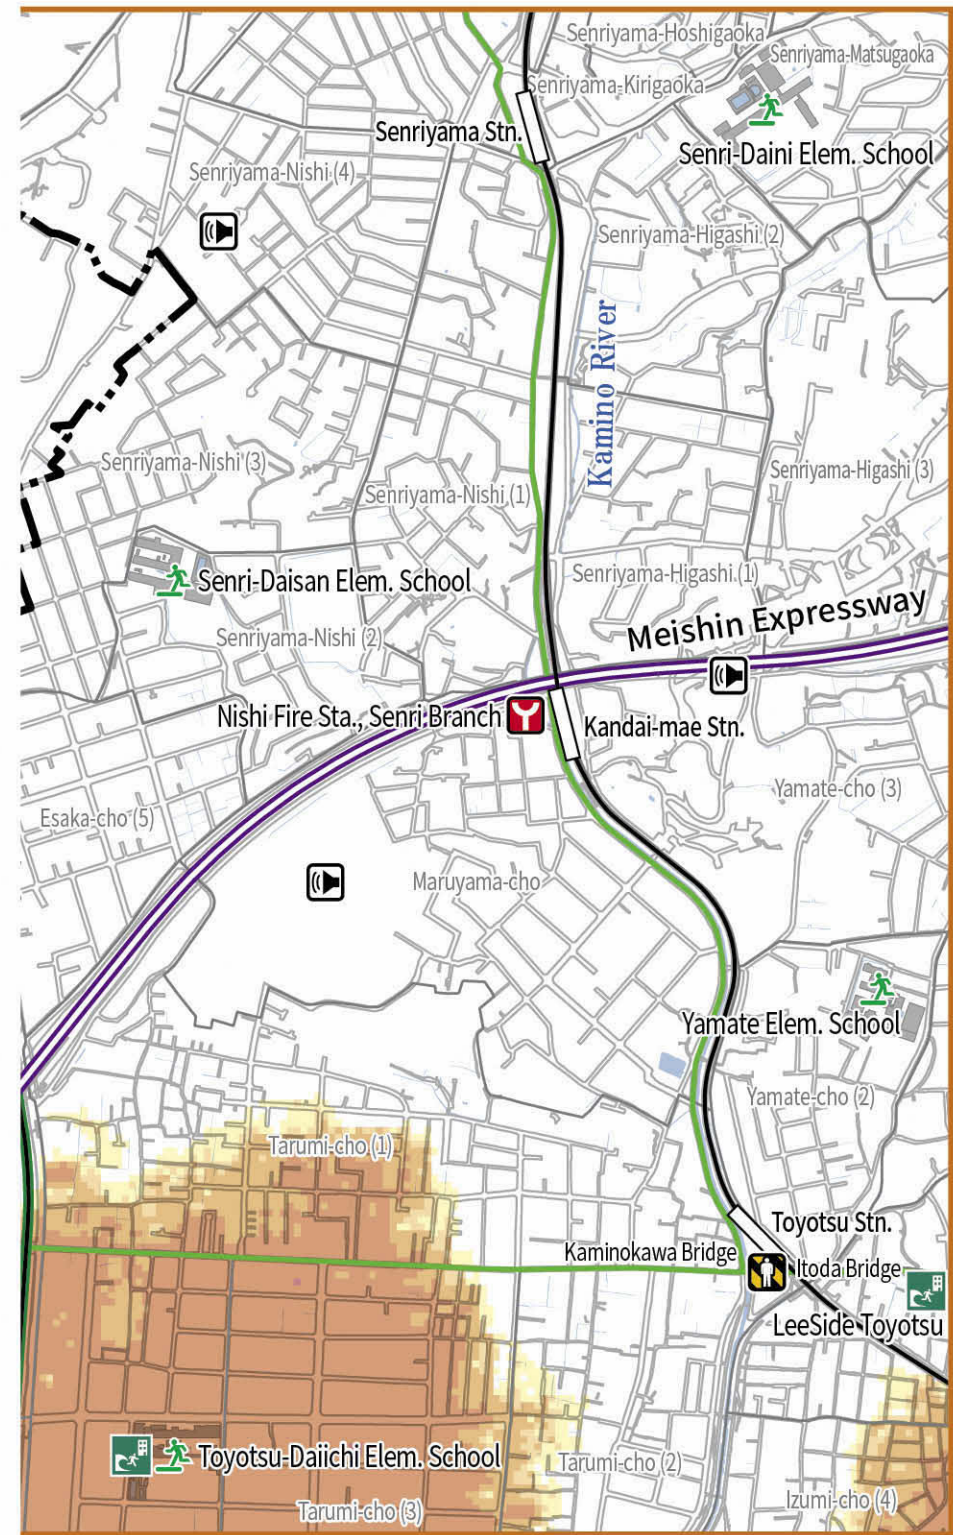 Senriyama-Hoshigaoka
Senriyama-Matsugaoka
Senriyama-Kirigaoka
Senriyama Stn.
Senri-Daini Elem. School
Senriyama-Nishi (4)
Senriyama-Higashi (2)
Kamino River
Senriyama-Nishi (3)
Senriyama-Higashi (3)
Senriyama-Nishi (1)
Senriyama-Higashi (1)
Senri-Daisan Elem. School
Meishin Expressway
Senriyama-Nishi (2)
Nishi Fire Sta., Senri Branch
Kandai-mae Stn.
Yamate-cho (3)
Esaka-cho (5)
Maruyama-cho
Yamate Elem. School
Yamate-cho (2)
Tarumi-cho (1)
Toyotsu Stn.
Kaminokawa Bridge
Itoda Bridge
LeeSide Toyotsu
Toyotsu-Daiichi Elem. School
Tarumi-cho (2)
Izumi-cho (4)
Tarumi-cho (3)